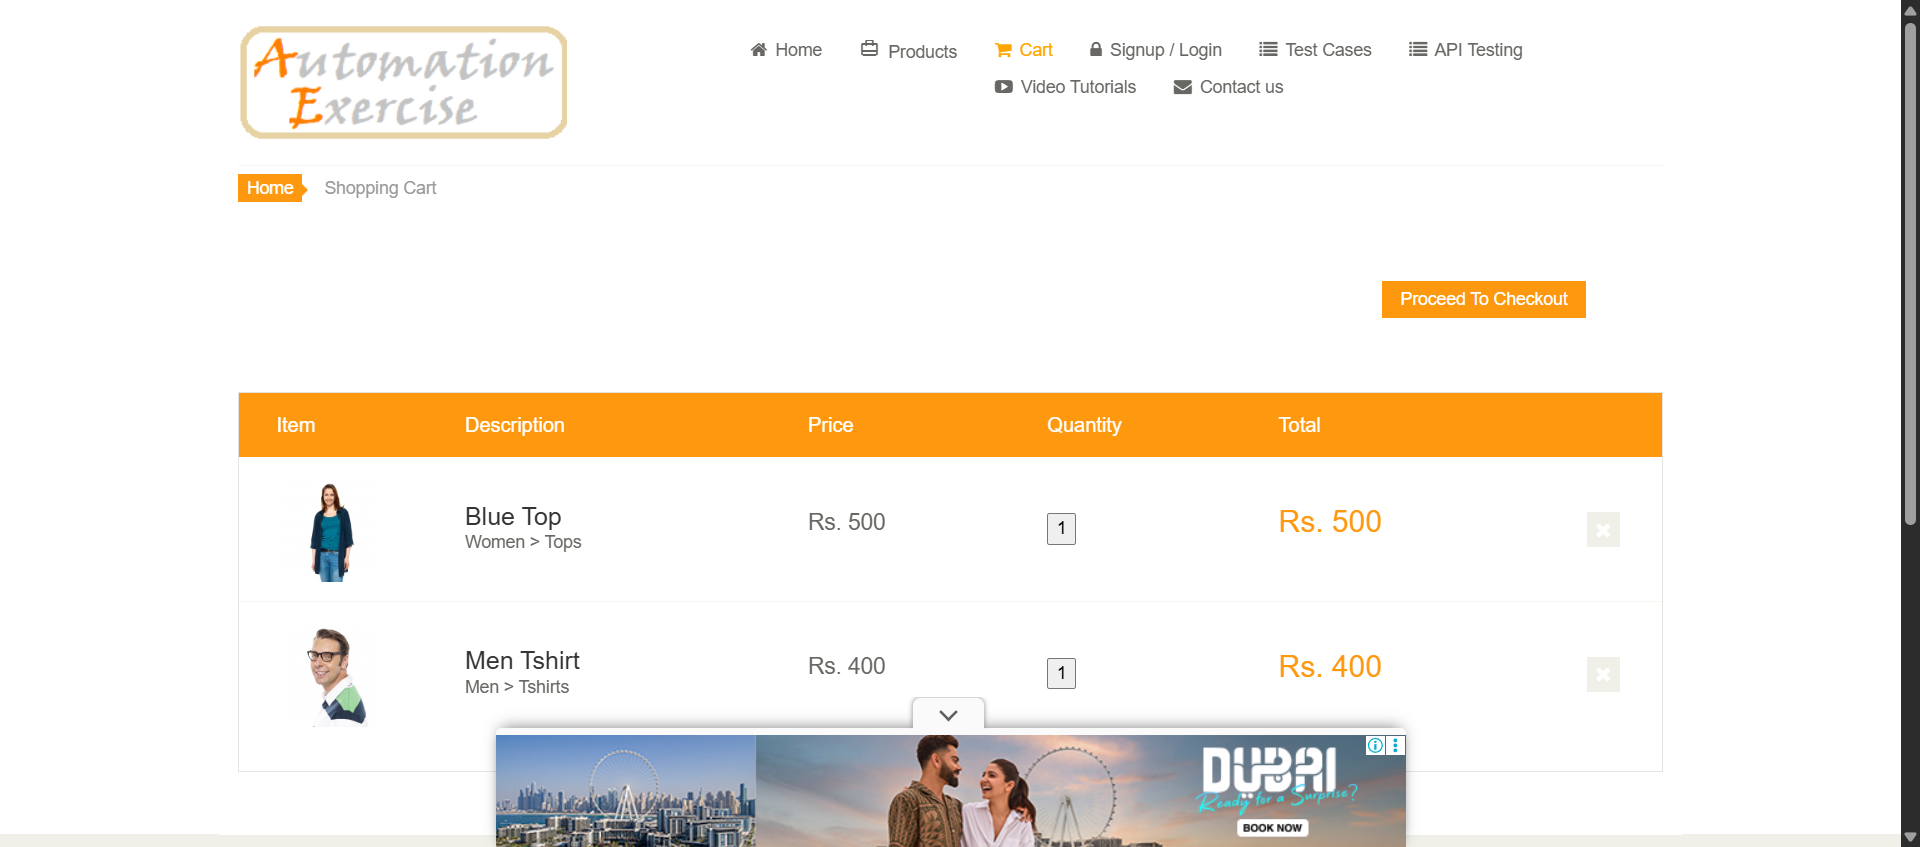 Automation
Exercise
Home
Products
Cart
Signup / Login
Test Cases
API Testing
Video Tutorials
Contact us
Home
Shopping Cart
Proceed To Checkout
Item Description Price Quantity Total
Blue Top
Women > Tops
Rs. 500
1
Rs. 500
Men Tshirt
Men > Tshirts
Rs. 400
1
Rs. 400
DUBAI
Ready for a Surprise?
BOOK NOW